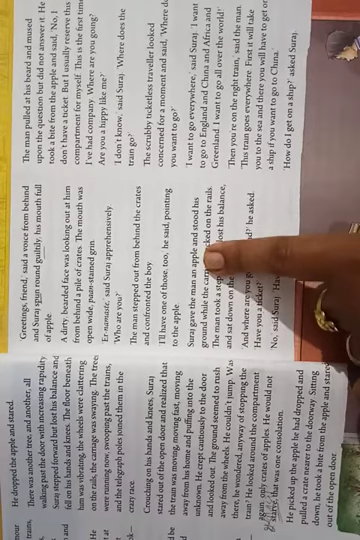 He dropped the apple and stared.
There was another tree, and another, all
walking past the door with increasing rapidity.
Suraj stepped forward but lost his balance and
fell on his hands and knees. The floor beneath
him was vibrating, the wheels were clattering
on the rails, the carriage was swaying. The trees
were running now, swooping past the trains,
and the telegraph poles joined them in the
crazy race.
Crouching on his hands and knees, Suraj
stared out of the open door and realized that
the train was moving, moving fast, moving
away from his home and puffing into the
unknown. He crept cautiously to the door
and looked out. The ground seemed to rush
away from the wheels. He couldn't jump. Was
there, he wondered, anyway of stopping the
train? He looked around the compartment
again: only crates of apples. He would not
starve, that was one consolation.
He picked up the apple he had dropped and
pulled a crate nearer to the doorway. Sitting
down, he took a bite from the apple and stared
out of the open door.
'Greetings, friend,' said a voice from behind
and Suraj spun round guiltily, his mouth full
of apple.
A dirty, bearded face was looking out at him
from behind a pile of crates. The mouth was
open wide, paan-stained grin.
'Er-namaste,' said Suraj apprehensively.
'Who are you?'
The man stepped out from behind the crates
and confronted the boy.
'I'll have one of those, too,' he said, pointing
to the apple.
Suraj gave the man an apple and stood his
ground while the rocked on the rails.
The man took a step lost his balance,
and sat down on the
'And where are you he asked.
'Have you a ticket?'
'No,' said Suraj. 'Have
The man pulled at his beard and mused
upon the question but did not answer it. He
took a bite from the apple and said, 'No, I
don't have a ticket. But I usually reserve this
compartment for myself. This is the first time
I've had company. Where are you going?
Are you a hippy like me?'
'I don't know,' said Suraj. 'Where does the
train go?'
The scrubby ticketless traveller looked
concerned for a moment and said, 'Where do
you want to go?'
'I want to go everywhere,' said Suraj. 'I want
to go to England and China and Africa and
Greenland. I want to go all over the world!'
'Then you're on the right train,' said the man.
'This train goes everywhere. First it will take
you to the sea and there you will have to get on
a ship if you want to go to China.'
'How do I get on a ship?' asked Suraj.